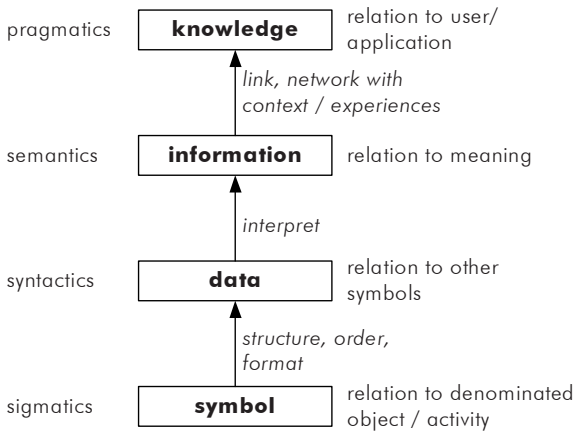 pragmatics knowledge relation to user/
application
link, network with
context / experiences
semantics information relation to meaning
interpret
syntactics data relation to other
symbols
structure, order,
format
sigmatics symbol relation to denominated
object / activity